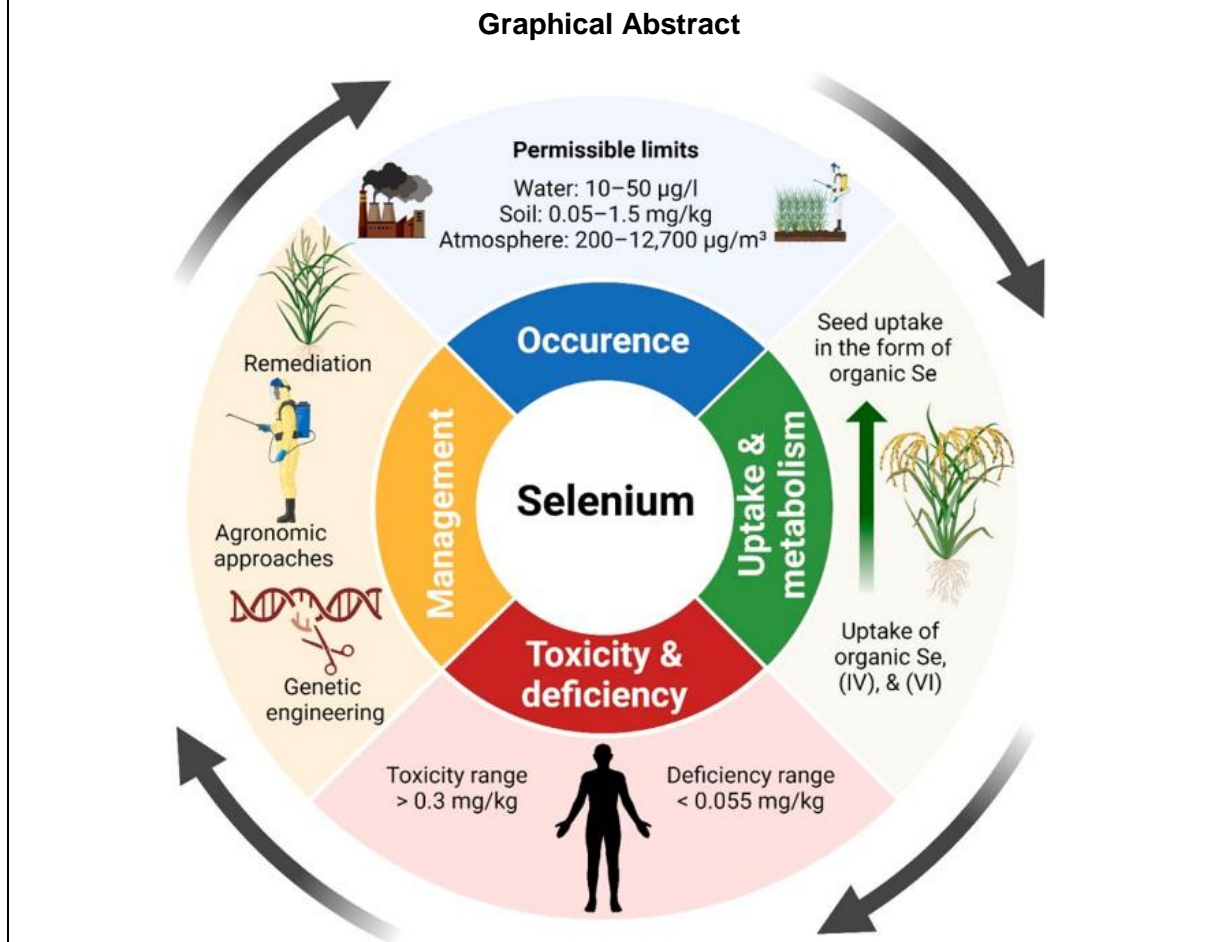 Graphical Abstract
Permissible limits
Water: 10–50 µg/l
Soil: 0.05–1.5 mg/kg
Atmosphere: 200–12,700 µg/m³
Occurence
Seed uptake
in the form of
organic Se
Uptake &
metabolism
Uptake of
organic Se,
(IV), & (VI)
Selenium
Toxicity &
deficiency
Toxicity range
> 0.3 mg/kg
Deficiency range
< 0.055 mg/kg
Management
Remediation
Agronomic
approaches
Genetic
engineering